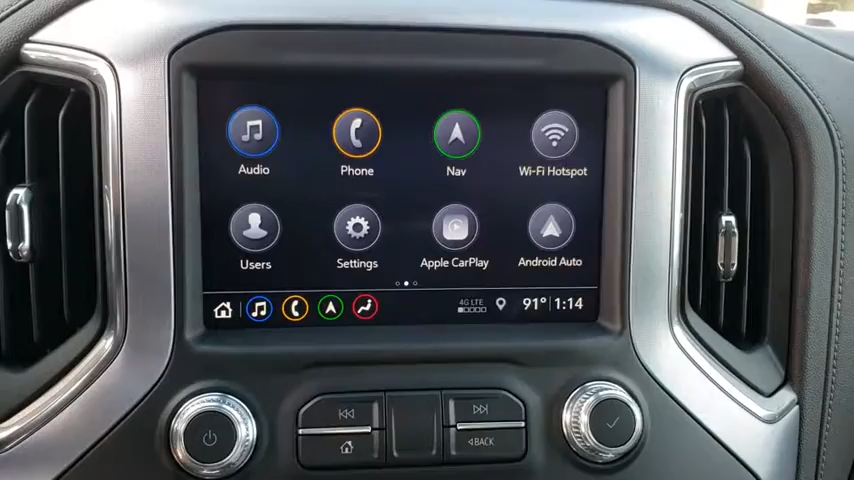 Audio Phone Nav Wi-Fi Hotspot
Users Settings Apple CarPlay Android Auto
4G LTE 91° 1:14
BACK